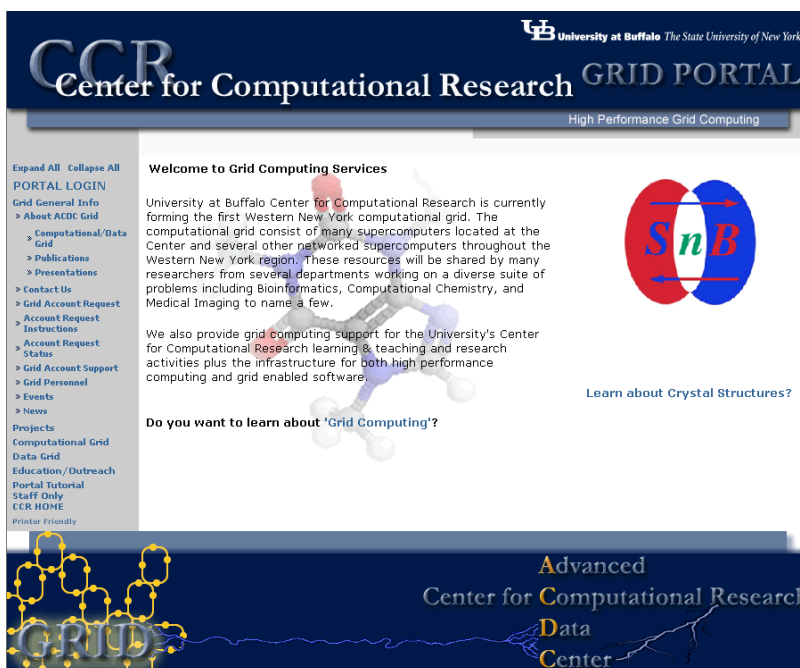 UB University at Buffalo The State University of New York
CCR
Center for Computational Research GRID PORTAL
High Performance Grid Computing
Expand All Collapse All
PORTAL LOGIN
Grid General Info
» About ACDC Grid
» Computational/Data
Grid
» Publications
» Presentations
» Contact Us
» Grid Account Request
» Account Request
Instructions
» Account Request
Status
» Grid Account Support
» Grid Personnel
» Events
» News
Projects
Computational Grid
Data Grid
Education/Outreach
Portal Tutorial
Staff Only
CCR HOME
Printer Friendly
Welcome to Grid Computing Services
University at Buffalo Center for Computational Research is currently
forming the first Western New York computational grid. The
computational grid consist of many supercomputers located at the
Center and several other networked supercomputers throughout the
Western New York region. These resources will be shared by many
researchers from several departments working on a diverse suite of
problems including Bioinformatics, Computational Chemistry, and
Medical Imaging to name a few.
We also provide grid computing support for the University's Center
for Computational Research learning & teaching and research
activities plus the infrastructure for both high performance
computing and grid enabled software.
Do you want to learn about 'Grid Computing'?
SnB
Learn about Crystal Structures?
GRID
Advanced
Center for Computational Research
Data
Center